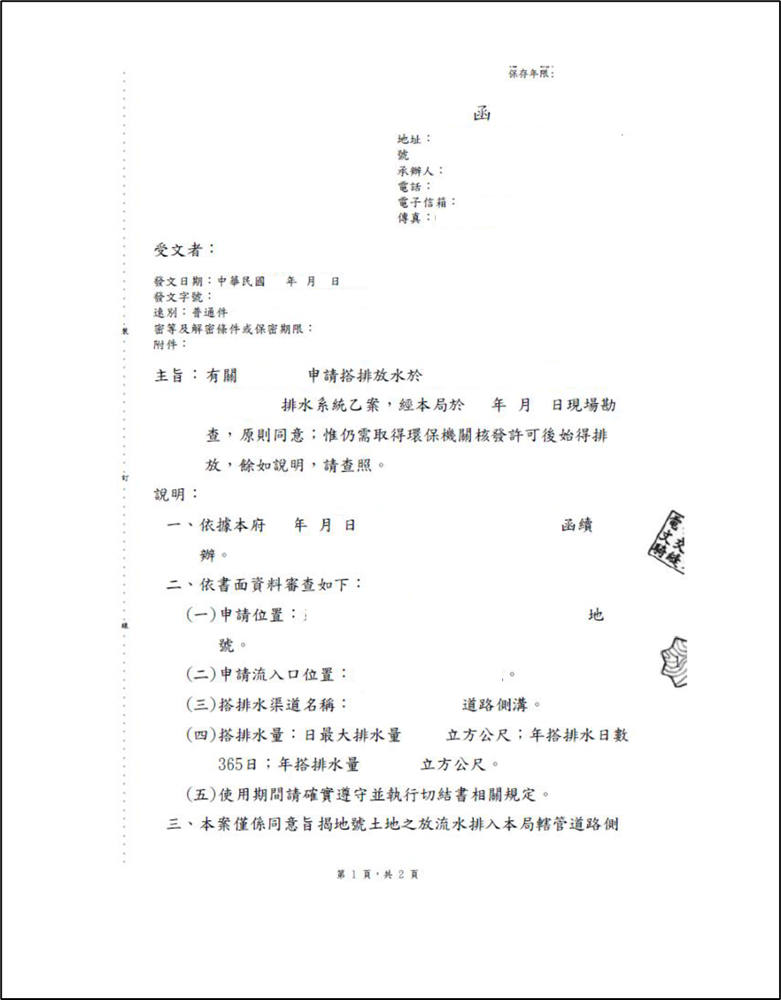 保存年限:
函
地址：
號
承辦人：
電話：
電子信箱：
傳真：
受文者：
發文日期：中華民國 年 月 日
發文字號：
速別：普通件
密等及解密條件或保密期限：
附件：
主旨：有關 申請搭排放水於
排水系統乙案，經本局於 年 月 日現場勘
查，原則同意；惟仍需取得環保機關核發許可後始得排
放，餘如說明，請查照。
說明：
一、依據本府 年 月 日 函續
辦。
二、依書面資料審查如下：
(一)申請位置： 地
號。
(二)申請流入口位置： 。
(三)搭排水渠道名稱： 道路側溝。
(四)搭排水量：日最大排水量 立方公尺；年搭排水日數
365日；年搭排水量 立方公尺。
(五)使用期間請確實遵守並執行切結書相關規定。
三、本案僅係同意旨揭地號土地之放流水排入本局轄管道路側
裝
訂
線
電交
文縫
騎
第 1 頁，共 2 頁